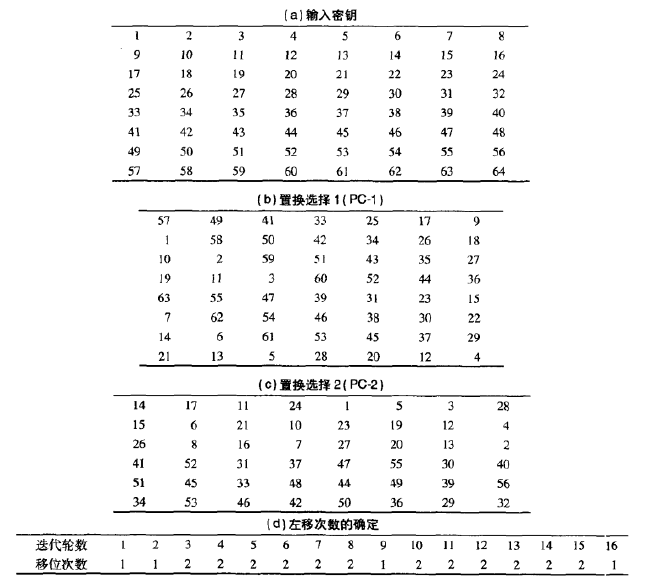 (a)输入密钥
1 2 3 4 5 6 7 8
9 10 11 12 13 14 15 16
17 18 19 20 21 22 23 24
25 26 27 28 29 30 31 32
33 34 35 36 37 38 39 40
41 42 43 44 45 46 47 48
49 50 51 52 53 54 55 56
57 58 59 60 61 62 63 64
(b)置换选择1(PC-1)
57 49 41 33 25 17 9
1 58 50 42 34 26 18
10 2 59 51 43 35 27
19 11 3 60 52 44 36
63 55 47 39 31 23 15
7 62 54 46 38 30 22
14 6 61 53 45 37 29
21 13 5 28 20 12 4
(c)置换选择2(PC-2)
14 17 11 24 1 5 3 28
15 6 21 10 23 19 12 4
26 8 16 7 27 20 13 2
41 52 31 37 47 55 30 40
51 45 33 48 44 49 39 56
34 53 46 42 50 36 29 32
(d)左移次数的确定
迭代轮数 1 2 3 4 5 6 7 8 9 10 11 12 13 14 15 16
移位次数 1 1 2 2 2 2 2 2 1 2 2 2 2 2 2 1